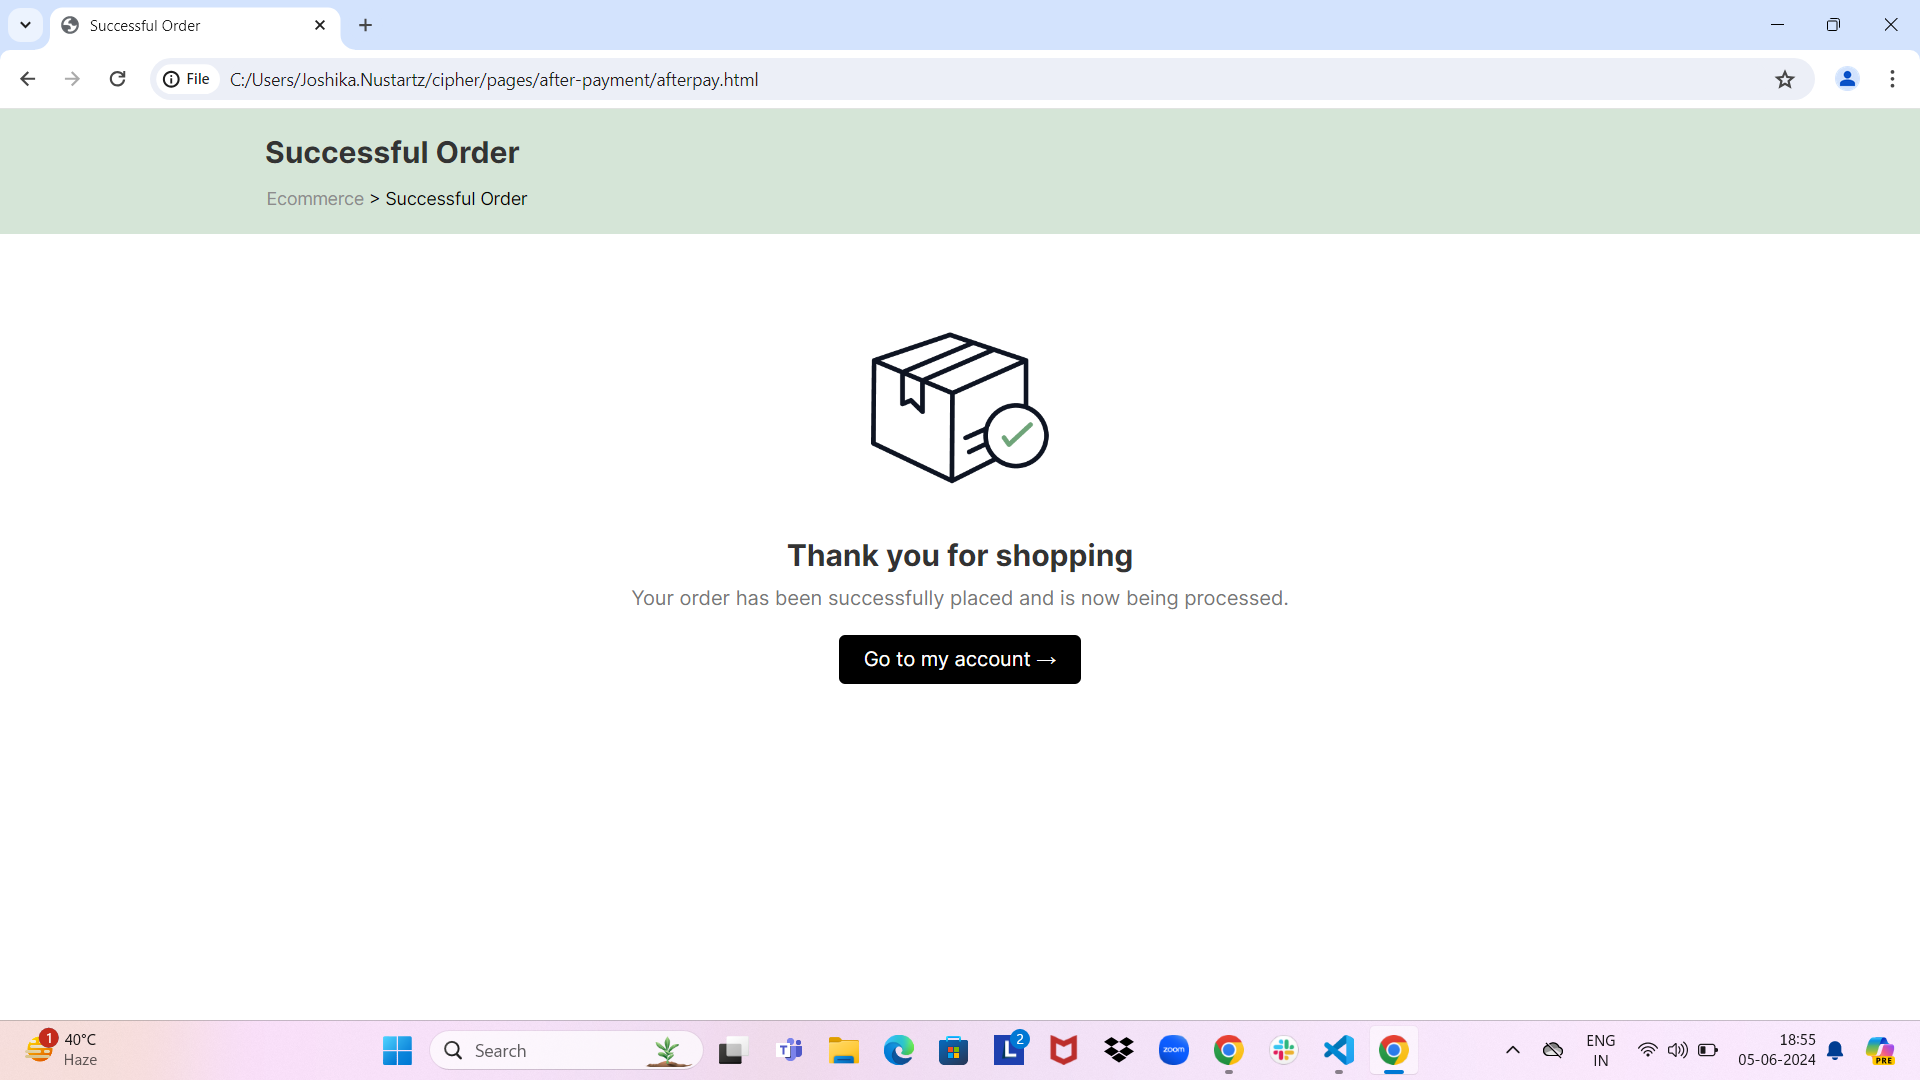 Successful Order
File
C:/Users/Joshika.Nustartz/cipher/pages/after-payment/afterpay.html
Successful Order
Ecommerce > Successful Order
Thank you for shopping
Your order has been successfully placed and is now being processed.
Go to my account →
1
40°C
Haze
Search
T
L
2
zoom
ENG
IN
18:55
05-06-2024
PRE